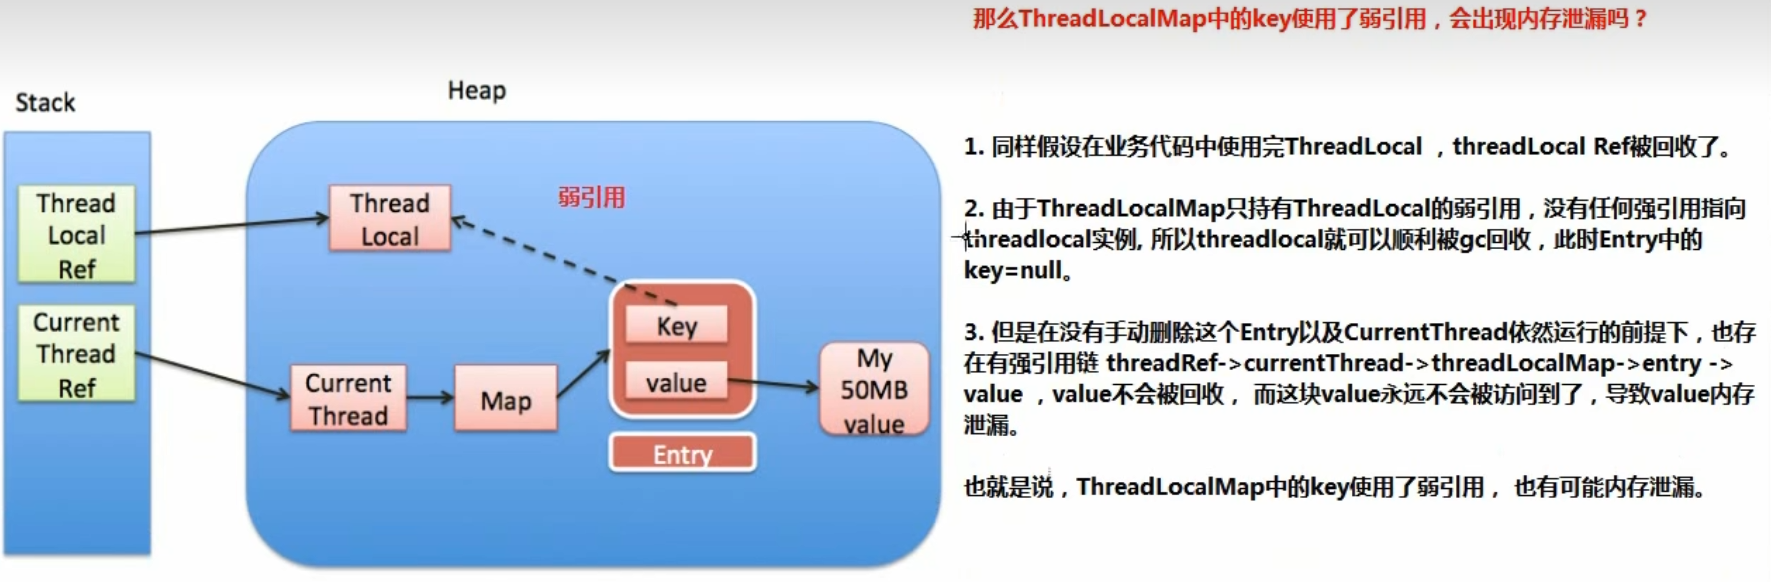 那么ThreadLocalMap中的key使用了弱引用，会出现内存泄漏吗？
Stack
Heap
Thread
Local
Ref
Current
Thread
Ref
Thread
Local
弱引用
Current
Thread
Map
Key
value
Entry
My
50MB
value
1. 同样假设在业务代码中使用完ThreadLocal ，threadLocal Ref被回收了。
2. 由于ThreadLocalMap只持有ThreadLocal的弱引用，没有任何强引用指向
threadlocal实例, 所以threadlocal就可以顺利被gc回收，此时Entry中的
key=null。
3. 但是在没有手动删除这个Entry以及CurrentThread依然运行的前提下，也存
在有强引用链 threadRef->currentThread->threadLocalMap->entry ->
value ，value不会被回收， 而这块value永远不会被访问到了，导致value内存
泄漏。
也就是说，ThreadLocalMap中的key使用了弱引用， 也有可能内存泄漏。